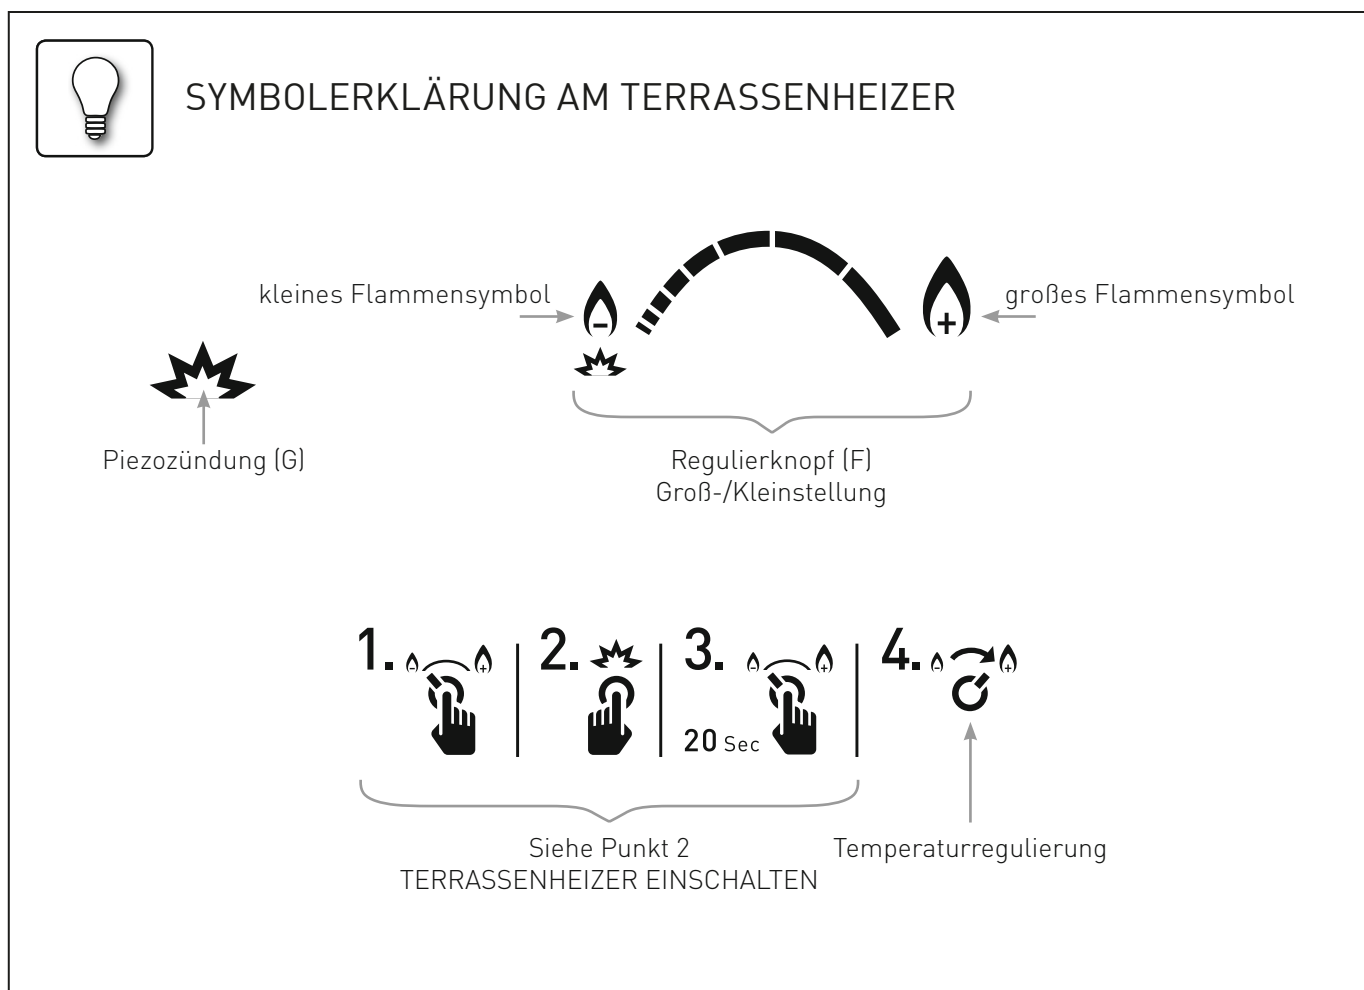 SYMBOLERKLÄRUNG AM TERRASSENHEIZER
kleines Flammensymbol
-
+
großes Flammensymbol
Piezozündung (G)
Regulierknopf (F)
Groß-/Kleinstellung
1. - +
2.
3. - +
20 Sec
4. - +
Siehe Punkt 2
TERRASSENHEIZER EINSCHALTEN
Temperaturregulierung